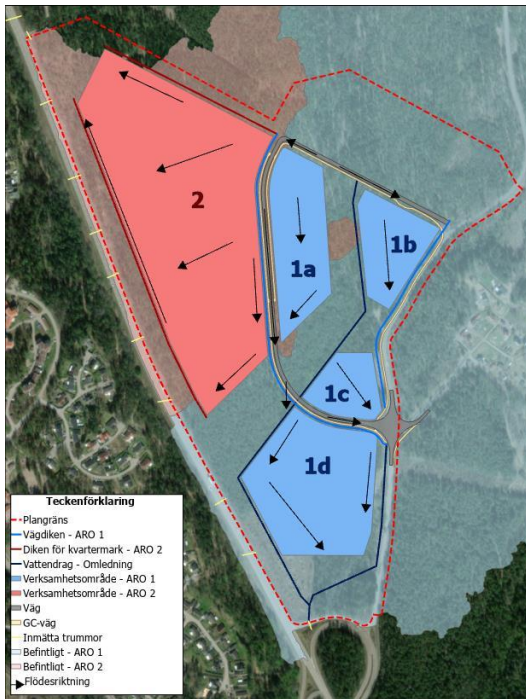 2
1a
1b
1c
1d
Teckenförklaring
Plangräns
Vägdiken - ARO 1
Diken för kvartermark - ARO 2
Vattendrag - Omledning
Verksamhetsområde - ARO 1
Verksamhetsområde - ARO 2
Väg
GC-väg
Inmätta trummor
Befintligt - ARO 1
Befintligt - ARO 2
Flödesriktning